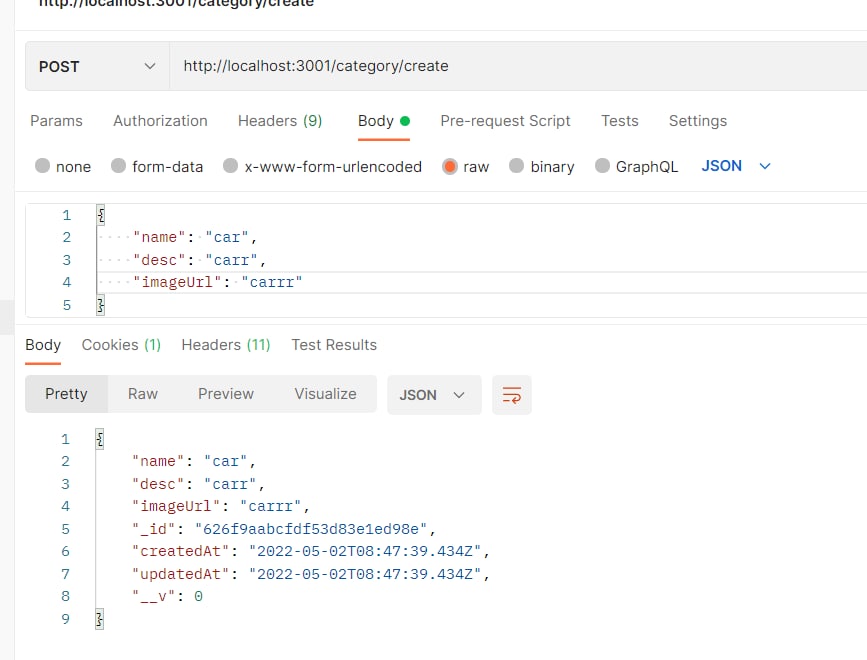 http://localhost:3001/category/create
POST http://localhost:3001/category/create
Params Authorization Headers (9) Body Pre-request Script Tests Settings
none form-data x-www-form-urlencoded raw binary GraphQL JSON
1 {
2 "name": "car",
3 "desc": "carr",
4 "imageUrl": "carrr"
5 }
Body Cookies (1) Headers (11) Test Results
Pretty Raw Preview Visualize JSON
1 {
2 "name": "car",
3 "desc": "carr",
4 "imageUrl": "carrr",
5 "_id": "626f9aabcfdf53d83e1ed98e",
6 "createdAt": "2022-05-02T08:47:39.434Z",
7 "updatedAt": "2022-05-02T08:47:39.434Z",
8 "__v": 0
9 }